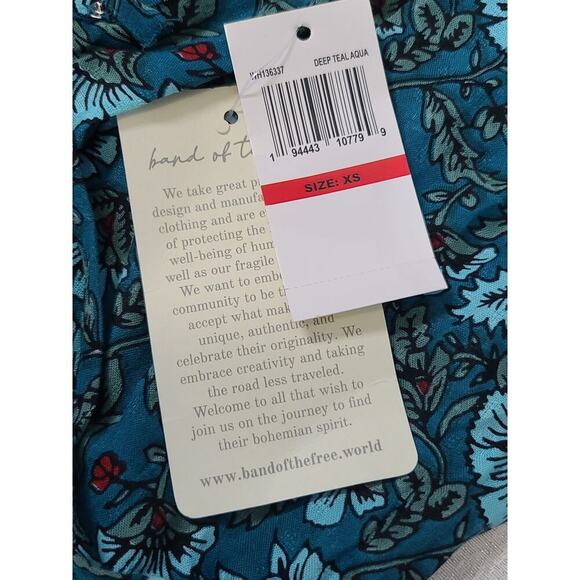 WH136337 DEEP TEAL AQUA
1 94443 10779 9
SIZE: XS
band of t
We take great p
design and manufa
clothing and are e
of protecting the
well-being of hum
well as our fragile
We want to emb
community to be t
accept what mak
unique, authentic, and
celebrate their originality. We
embrace creativity and taking
the road less traveled.
Welcome to all that wish to
join us on the journey to find
their bohemian spirit.
www.bandofthefree.world